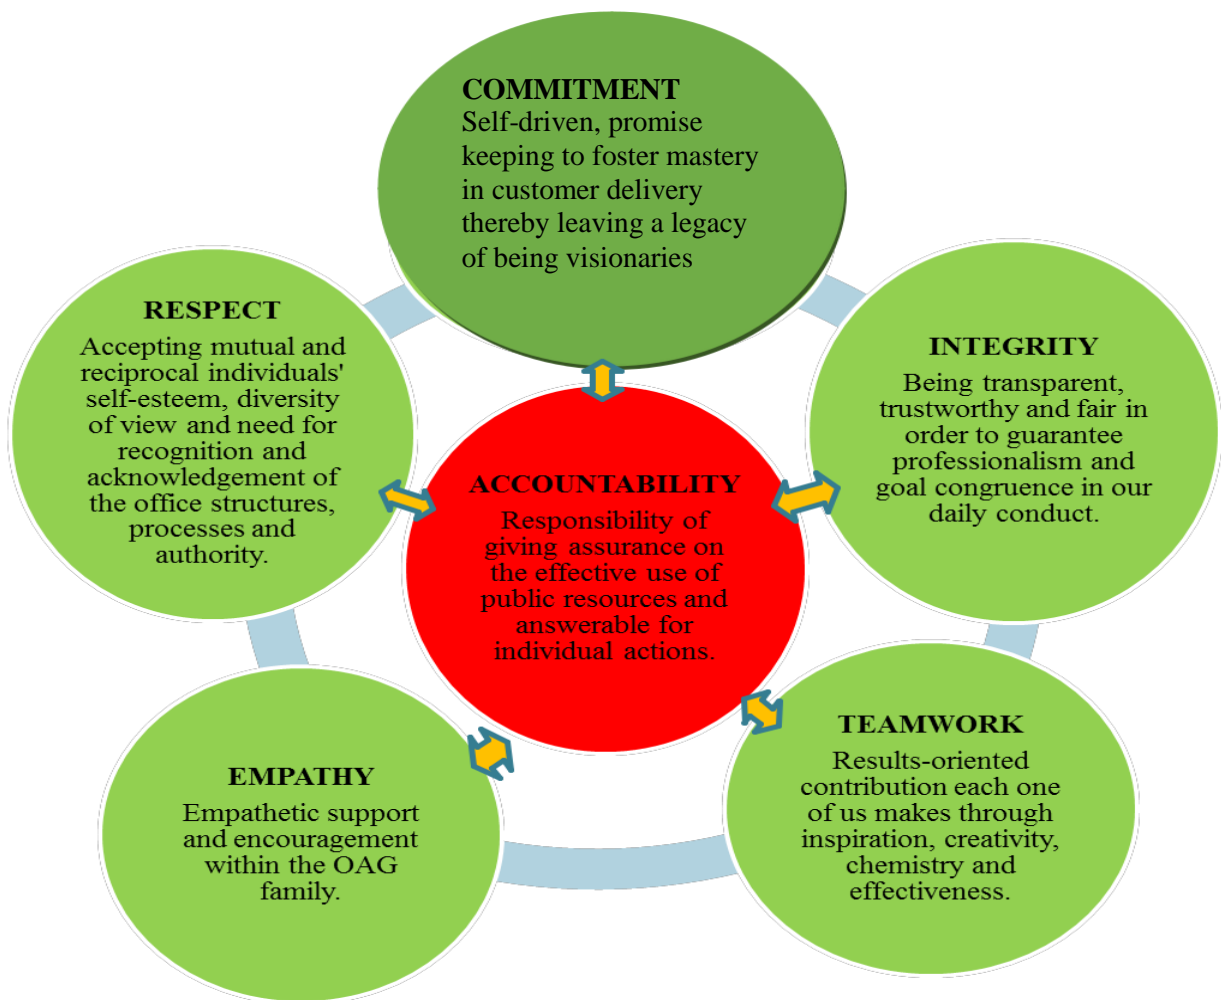 COMMITMENT
Self-driven, promise
keeping to foster mastery
in customer delivery
thereby leaving a legacy
of being visionaries
RESPECT
Accepting mutual and
reciprocal individuals'
self-esteem, diversity
of view and need for
recognition and
acknowledgement of
the office structures,
processes and
authority.
INTEGRITY
Being transparent,
trustworthy and fair in
order to guarantee
professionalism and
goal congruence in our
daily conduct.
ACCOUNTABILITY
Responsibility of
giving assurance on
the effective use of
public resources and
answerable for
individual actions.
EMPATHY
Empathetic support
and encouragement
within the OAG
family.
TEAMWORK
Results-oriented
contribution each one
of us makes through
inspiration, creativity,
chemistry and
effectiveness.